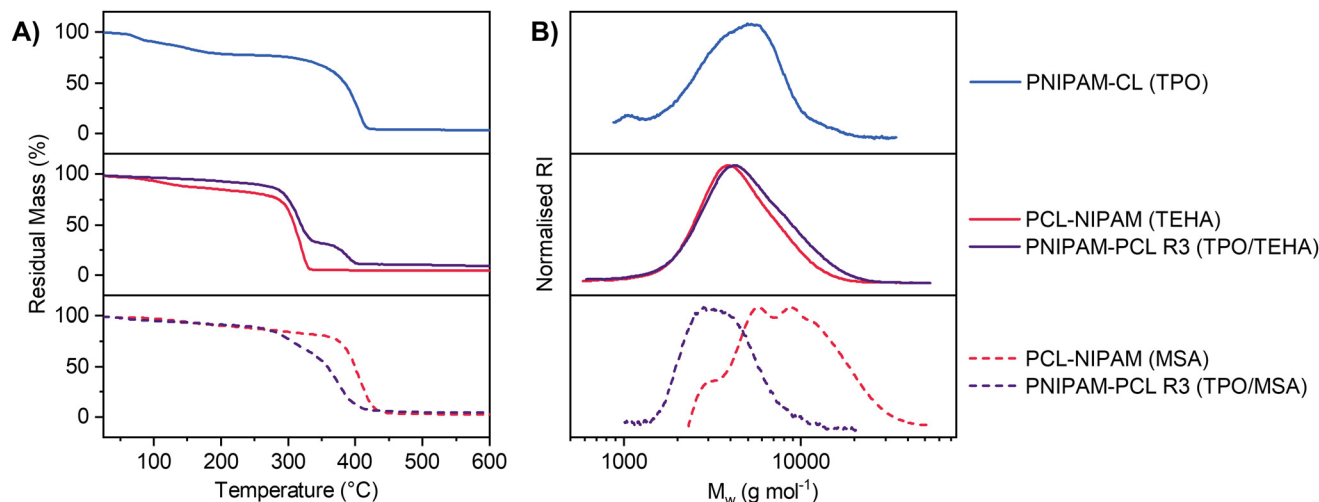 A)
Residual Mass (%)
100
50
0
100
50
0
100
50
0
100 200 300 400 500 600
Temperature (°C)
B)
Normalised RI
1000 10000
Mw (g mol-1)
PNIPAM-CL (TPO)
PCL-NIPAM (TEHA)
PNIPAM-PCL R3 (TPO/TEHA)
PCL-NIPAM (MSA)
PNIPAM-PCL R3 (TPO/MSA)